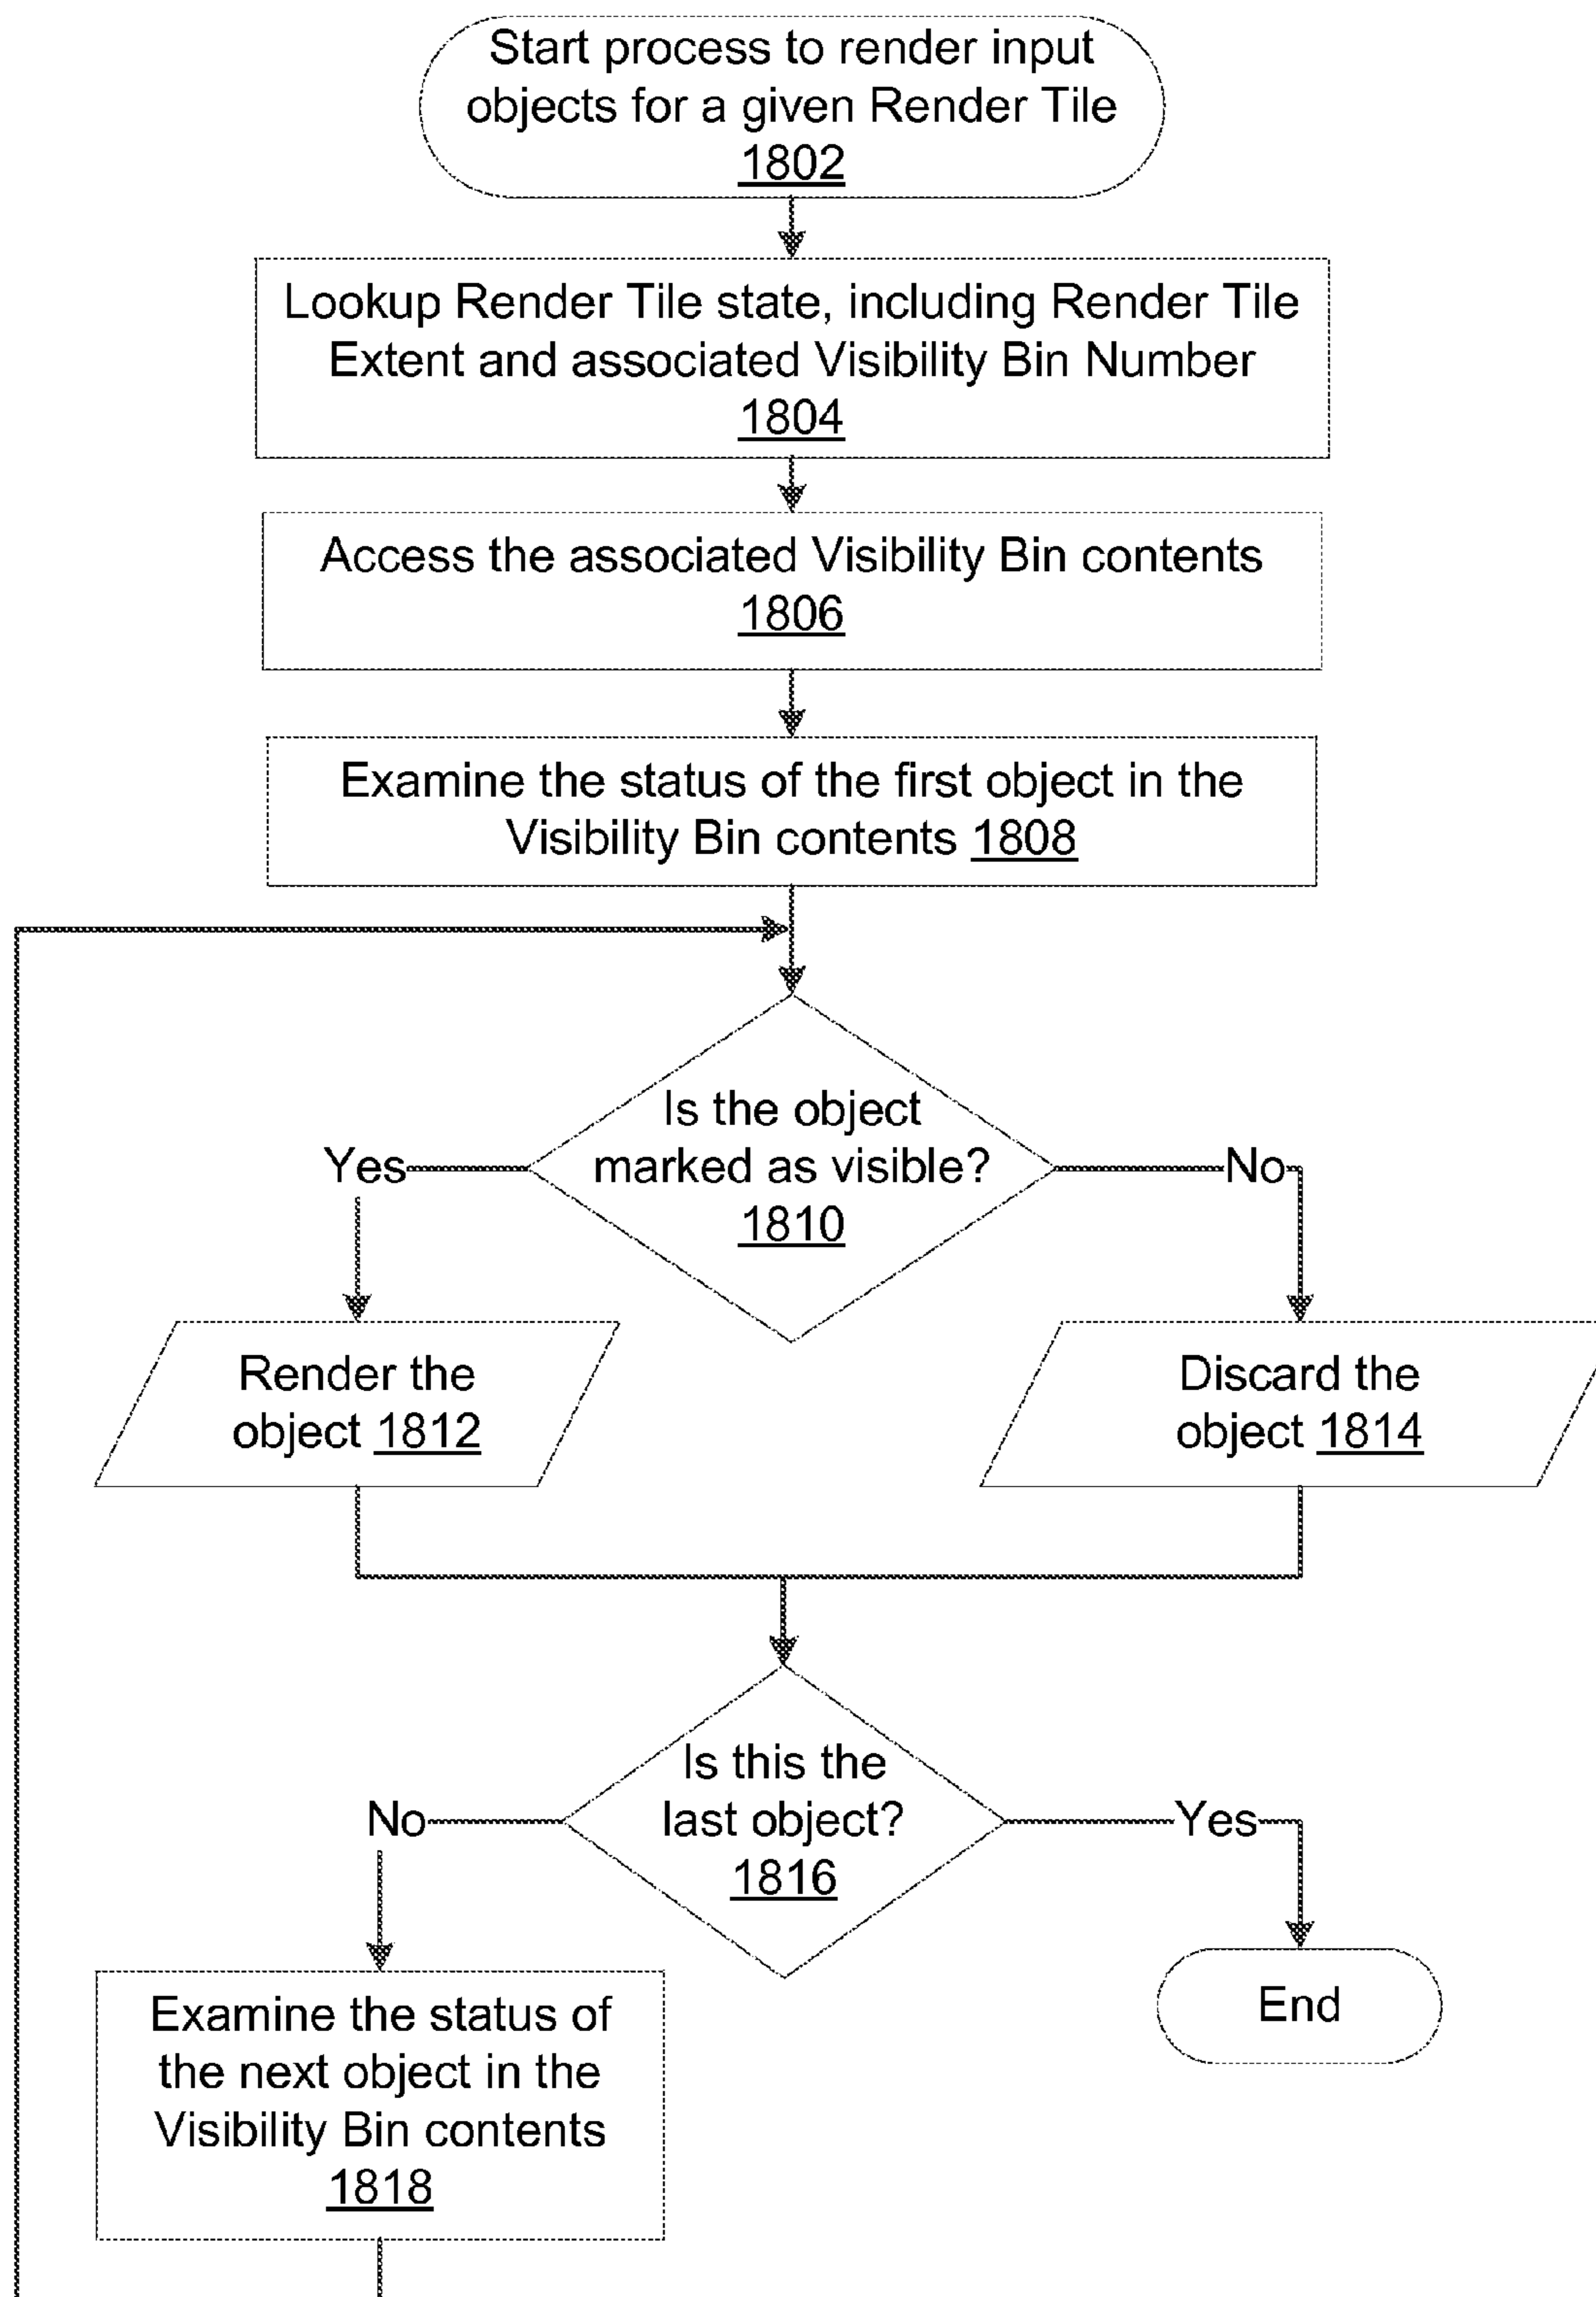 Start process to render input
objects for a given Render Tile
1802
Lookup Render Tile state, including Render Tile
Extent and associated Visibility Bin Number
1804
Access the associated Visibility Bin contents
1806
Examine the status of the first object in the
Visibility Bin contents 1808
Is the object
marked as visible?
1810
Yes
No
Render the
object 1812
Discard the
object 1814
Is this the
last object?
1816
No
Yes
Examine the status of
the next object in the
Visibility Bin contents
1818
End